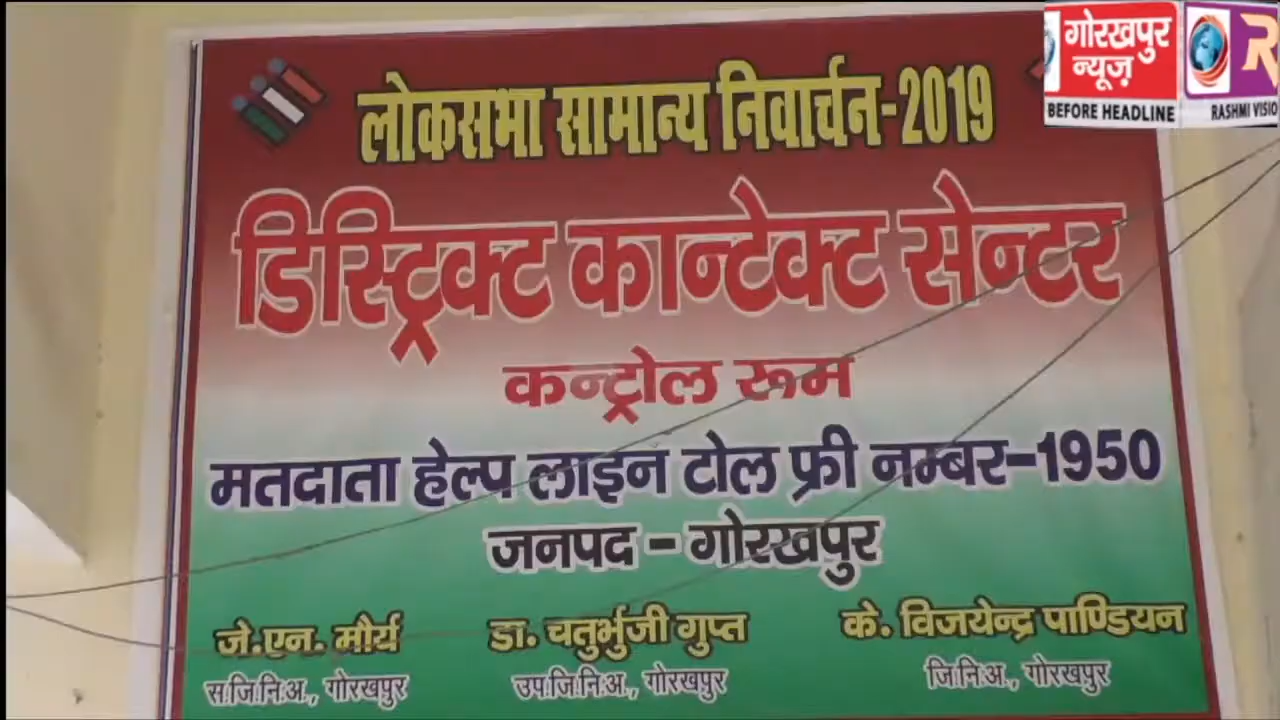 लोकसभा सामान्य निवार्चन-2019
डिस्ट्रिक्ट कान्टेक्ट सेन्टर
कन्ट्रोल रूम
मतदाता हेल्प लाइन टोल फ्री नम्बर-1950
जनपद - गोरखपुर
जे.एन. मौर्य
स.जि.नि.अ., गोरखपुर
डा. चतुर्भुजी गुप्त
उप.जि.नि.अ., गोरखपुर
के. विजयेन्द्र पाण्डियन
जि.नि.अ., गोरखपुर
गोरखपुर
न्यूज़
BEFORE HEADLINE
R
RASHMI VISIO